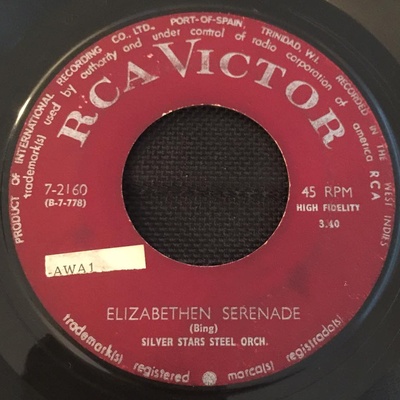 PRODUCT OF INTERNATIONAL RECORDING CO., LTD., PORT-OF-SPAIN, TRINIDAD, W.I.
MADE IN THE WEST INDIES
trademark(s) used by authority and under control of radio corporation of america RCA
RCA VICTOR
7-2160
(B-7-778)
45 RPM
HIGH FIDELITY
3.40
AWA1
ELIZABETHEN SERENADE
(Bing)
SILVER STARS STEEL ORCH.
trademark(s) registered marca(s) registrada(s)